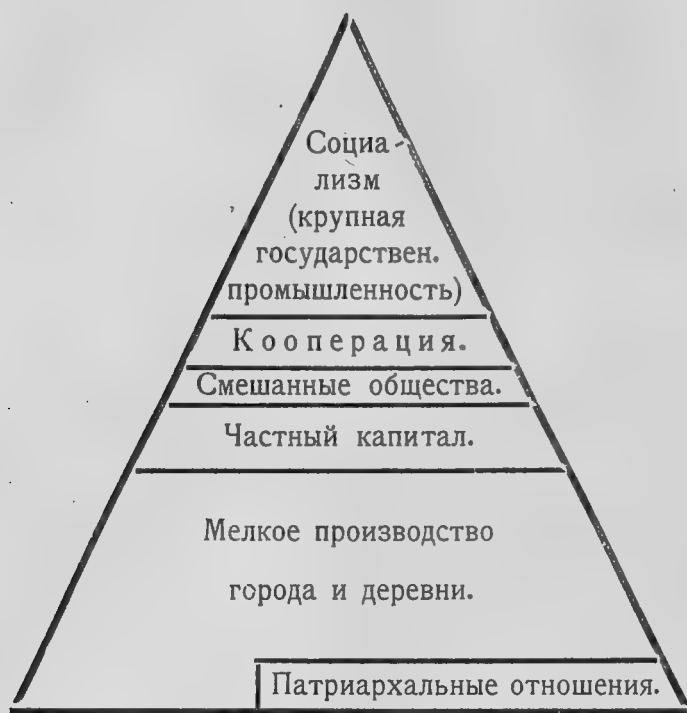 Социа-
лизм
(крупная
государствен.
промышленность)
Кооперация.
Смешанные общества.
Частный капитал.
Мелкое производство
города и деревни.
Патриархальные отношения.